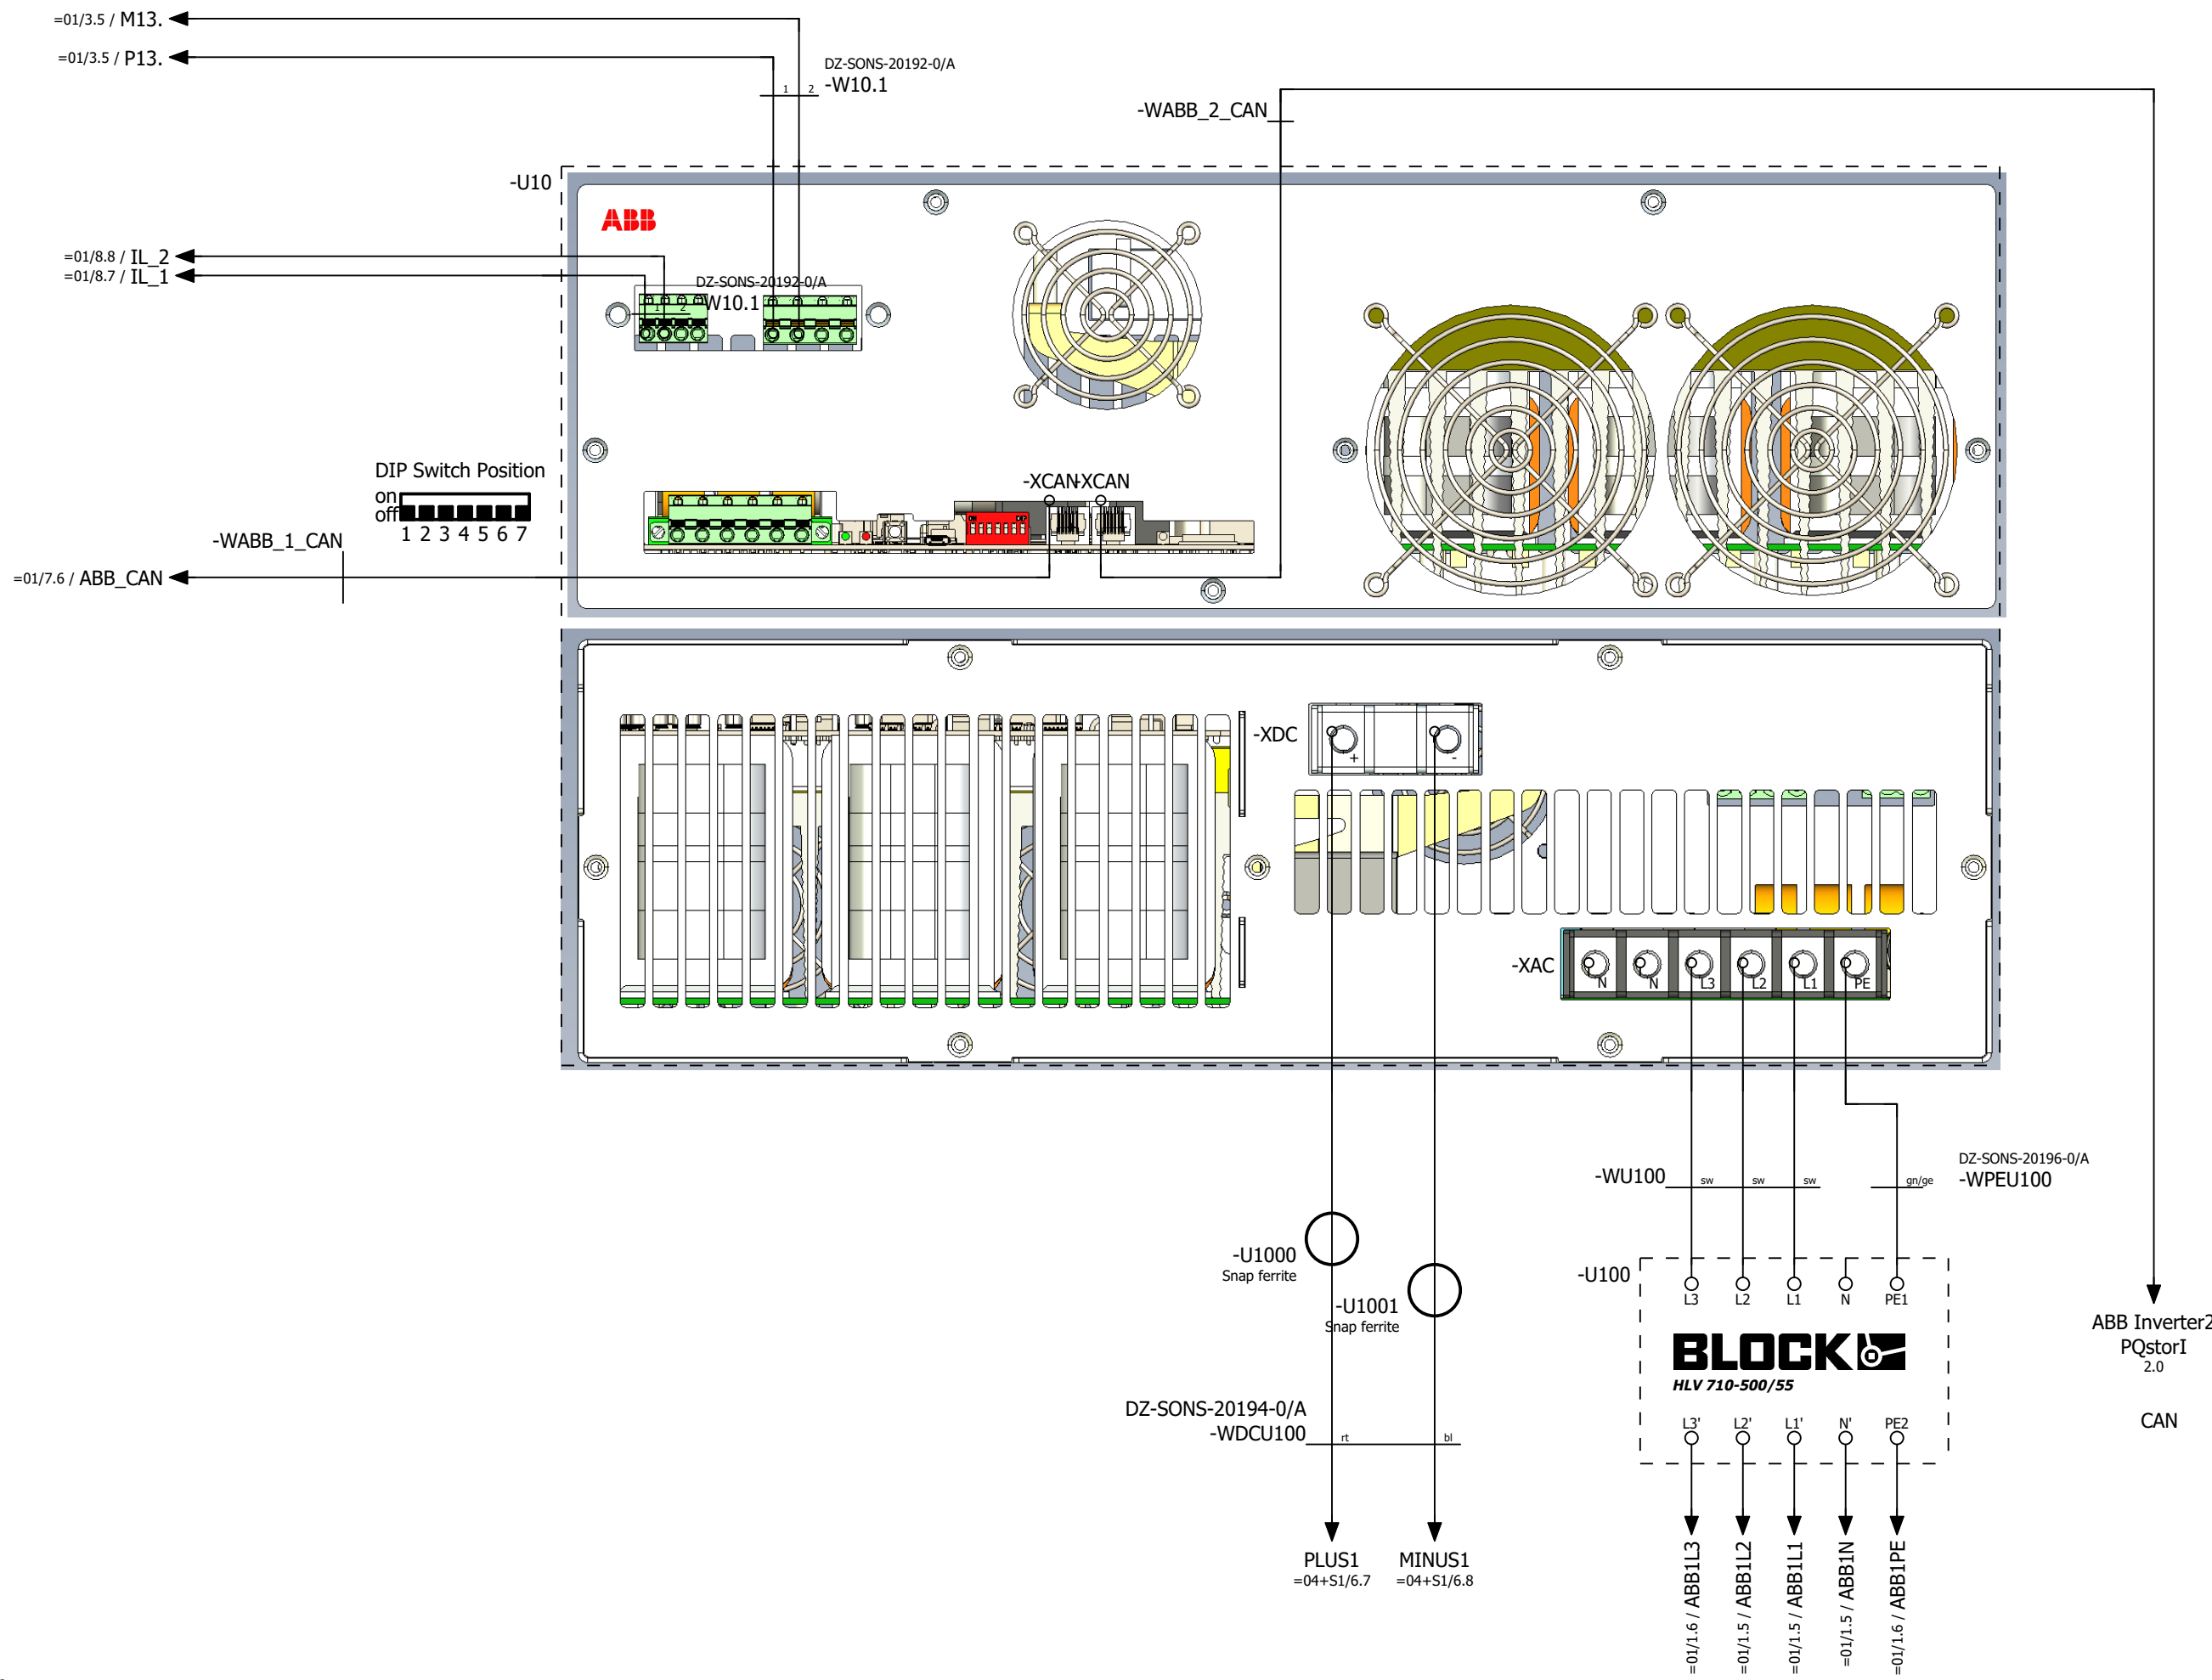 =01/3.5 / M13.
=01/3.5 / P13.
DZ-SONS-20192-0/A
-W10.1
1 2
-WABB_2_CAN
-U10
ABB
=01/8.8 / IL_2
=01/8.7 / IL_1
DZ-SONS-20192-0/A
W10.1
1 2
DIP Switch Position
on
off
1 2 3 4 5 6 7
-XCAN -XCAN
ON DIP
-WABB_1_CAN
=01/7.6 / ABB_CAN
-XDC
+ -
-XAC
N N L3 L2 L1 PE
DZ-SONS-20196-0/A
-WU100 sw sw sw gn/ge -WPEU100
-U1000
Snap ferrite
-U100
L3 L2 L1 N PE1
-U1001
Snap ferrite
ABB Inverter2
PQstorI
2.0
CAN
BLOCK
HLV 710-500/55
DZ-SONS-20194-0/A
-WDCU100 rt bl
L3' L2' L1' N' PE2
PLUS1
=04+S1/6.7
MINUS1
=04+S1/6.8
=01/1.6 / ABB1L3
=01/1.5 / ABB1L2
=01/1.5 / ABB1L1
=01/1.5 / ABB1N
=01/1.6 / ABB1PE